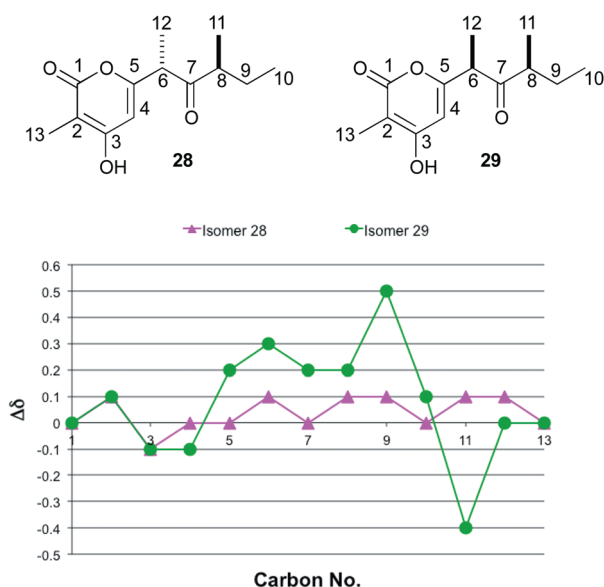 12 11
1 5 7 9
O O 6 8 10
4 O
13 2 3
OH 28
12 11
1 5 7 9
O O 6 8 10
4 O
13 2 3
OH 29
Isomer 28 Isomer 29
0.6
0.5
0.4
0.3
0.2
0.1
0
-0.1
-0.2
-0.3
-0.4
-0.5
Δδ
1 3 5 7 9 11 13
Carbon No.